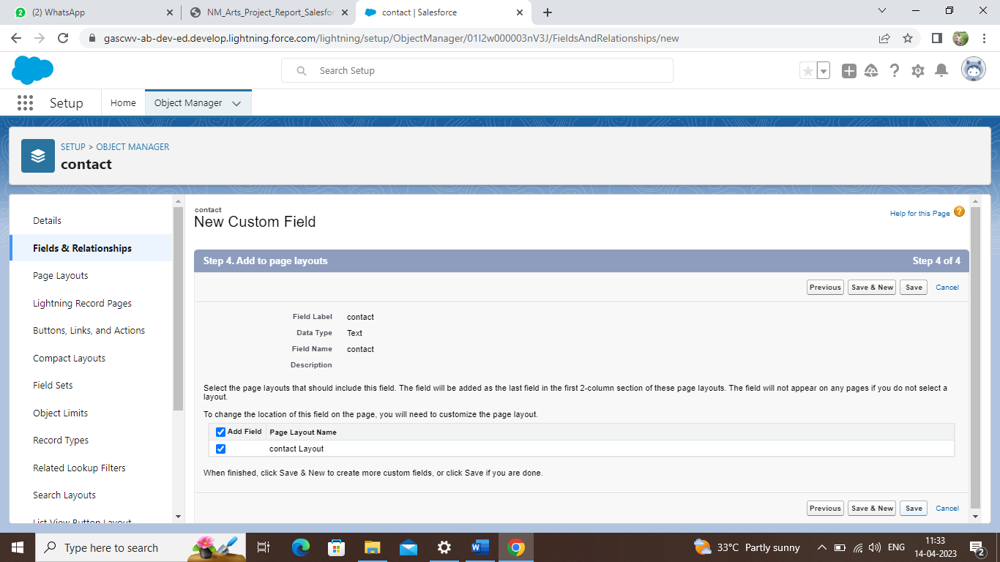 2
(2) WhatsApp
NM_Arts_Project_Report_Salesfor
contact | Salesforce
gascwv-ab-dev-ed.develop.lightning.force.com/lightning/setup/ObjectManager/01I2w000003nV3J/FieldsAndRelationships/new
Search Setup
Setup
Home
Object Manager
SETUP > OBJECT MANAGER
contact
Details
Fields & Relationships
Page Layouts
Lightning Record Pages
Buttons, Links, and Actions
Compact Layouts
Field Sets
Object Limits
Record Types
Related Lookup Filters
Search Layouts
List View Button Layout
contact
New Custom Field
Help for this Page ?
Step 4. Add to page layouts
Step 4 of 4
Previous Save & New Save Cancel
Field Label contact
Data Type Text
Field Name contact
Description
Select the page layouts that should include this field. The field will be added as the last field in the first 2-column section of these page layouts. The field will not appear on any pages if you do not select a
layout.
To change the location of this field on the page, you will need to customize the page layout.
Add Field Page Layout Name
contact Layout
When finished, click Save & New to create more custom fields, or click Save if you are done.
Previous Save & New Save Cancel
Type here to search
33°C Partly sunny
ENG
11:33
14-04-2023
2